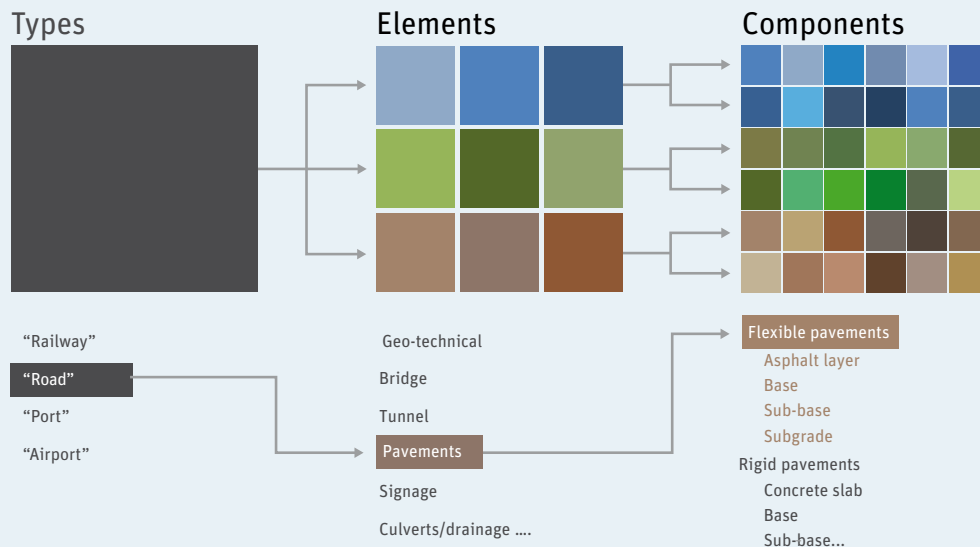 Types
Elements
Components
“Railway”
“Road”
“Port”
“Airport”
Geo-technical
Bridge
Tunnel
Pavements
Signage
Culverts/drainage ....
Flexible pavements
Asphalt layer
Base
Sub-base
Subgrade
Rigid pavements
Concrete slab
Base
Sub-base...